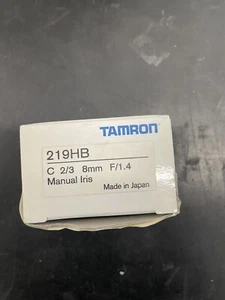 TAMRON
219HB
C 2/3 8mm F/1.4
Manual Iris
Made in Japan